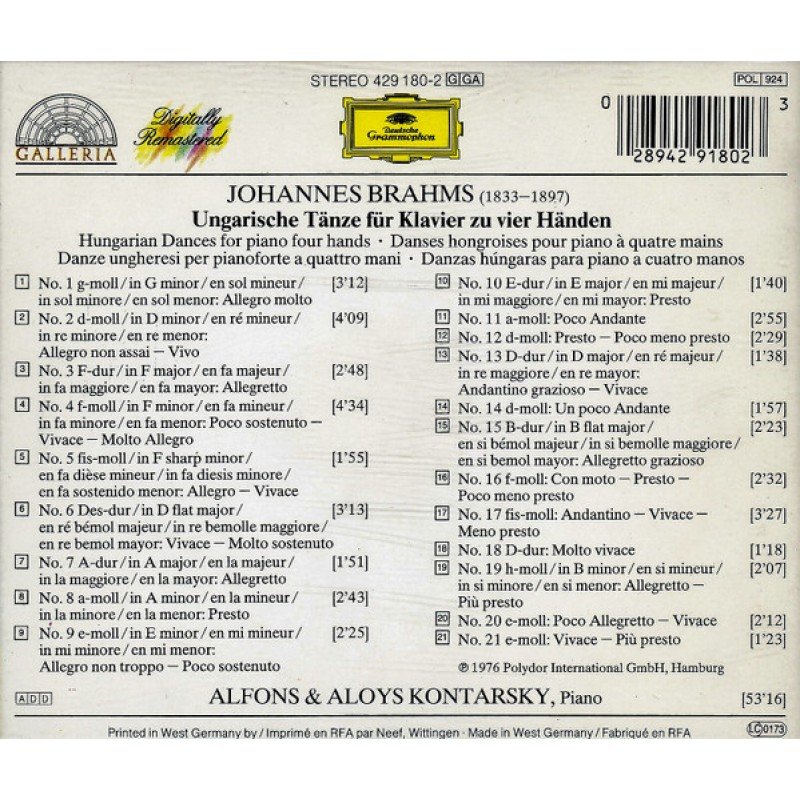 STEREO 429 180-2 G GA
POL 924
GALLERIA
Digitally
Remastered
Deutsche
Grammophon
0
3
28942 91802
JOHANNES BRAHMS (1833–1897)
Ungarische Tänze für Klavier zu vier Händen
Hungarian Dances for piano four hands · Danses hongroises pour piano à quatre mains
Danze ungheresi per pianoforte a quattro mani · Danzas húngaras para piano a cuatro manos
1 No. 1 g-moll/in G minor/en sol mineur/ [3'12]
in sol minore/en sol menor: Allegro molto
2 No. 2 d-moll/in D minor/en ré mineur/ [4'09]
in re minore/en re menor:
Allegro non assai – Vivo
3 No. 3 F-dur/in F major/en fa majeur/ [2'48]
in fa maggiore/en fa mayor: Allegretto
4 No. 4 f-moll/in F minor/en fa mineur/ [4'34]
in fa minore/en fa menor: Poco sostenuto –
Vivace – Molto Allegro
5 No. 5 fis-moll/in F sharp minor/ [1'55]
en fa dièse mineur/in fa diesis minore/
en fa sostenido menor: Allegro – Vivace
6 No. 6 Des-dur/in D flat major/ [3'13]
en ré bémol majeur/in re bemolle maggiore/
en re bemol mayor: Vivace – Molto sostenuto
7 No. 7 A-dur/in A major/en la majeur/ [1'51]
in la maggiore/en la mayor: Allegretto
8 No. 8 a-moll/in A minor/en la mineur/ [2'43]
in la minore/en la menor: Presto
9 No. 9 e-moll/in E minor/en mi mineur/ [2'25]
in mi minore/en mi menor:
Allegro non troppo – Poco sostenuto
10 No. 10 E-dur/in E major/en mi majeur/ [1'40]
in mi maggiore/en mi mayor: Presto
11 No. 11 a-moll: Poco Andante [2'55]
12 No. 12 d-moll: Presto – Poco meno presto [2'29]
13 No. 13 D-dur/in D major/en ré majeur/ [1'38]
in re maggiore/en re mayor:
Andantino grazioso – Vivace
14 No. 14 d-moll: Un poco Andante [1'57]
15 No. 15 B-dur/in B flat major/ [2'23]
en si bémol majeur/in si bemolle maggiore/
en si bemol mayor: Allegretto grazioso
16 No. 16 f-moll: Con moto – Presto – [2'32]
Poco meno presto
17 No. 17 fis-moll: Andantino – Vivace – [3'27]
Meno presto
18 No. 18 D-dur: Molto vivace [1'18]
19 No. 19 h-moll/in B minor/en si mineur/ [2'07]
in si minore/en si menor: Allegretto –
Più presto
20 No. 20 e-moll: Poco Allegretto – Vivace [2'12]
21 No. 21 e-moll: Vivace – Più presto [1'23]
℗ 1976 Polydor International GmbH, Hamburg
ADD
ALFONS & ALOYS KONTARSKY, Piano [53'16]
Printed in West Germany by/Imprimé en RFA par Neef, Wittingen · Made in West Germany/Fabriqué en RFA
LC 0173